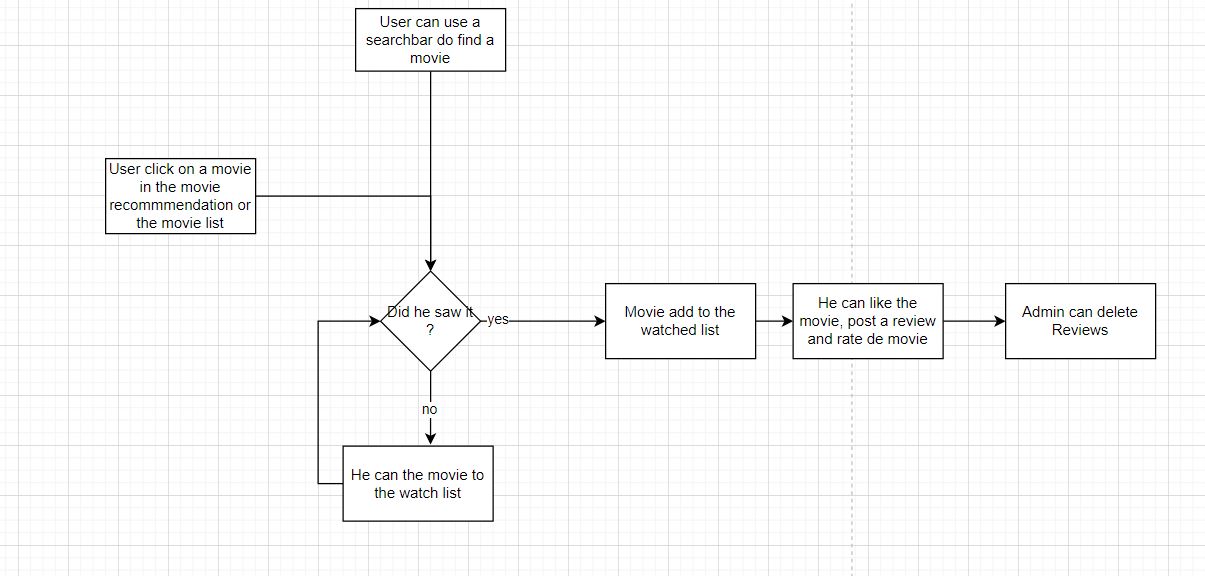 User can use a
searchbar do find a
movie
User click on a movie
in the movie
recommmendation or
the movie list
Did he saw it
?
yes
Movie add to the
watched list
He can like the
movie, post a review
and rate de movie
Admin can delete
Reviews
no
He can the movie to
the watch list